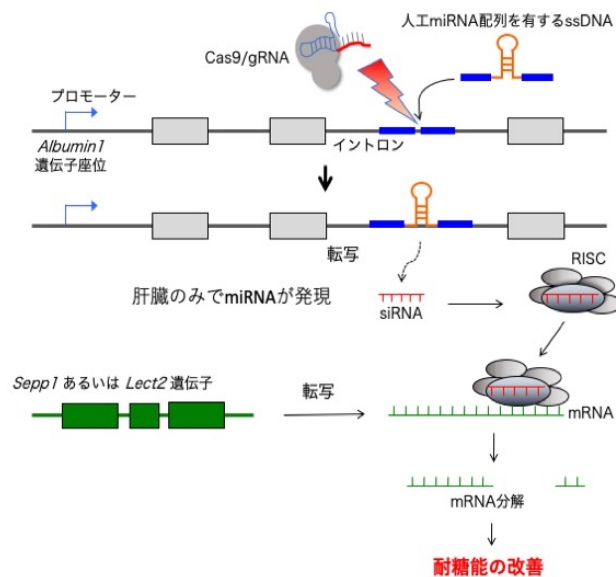 人工miRNA配列を有するssDNA
Cas9/gRNA
プロモーター
Albumin1
遺伝子座位
イントロン
転写
肝臓のみでmiRNAが発現
siRNA
RISC
Sepp1 あるいは Lect2 遺伝子
転写
mRNA
mRNA分解
耐糖能の改善